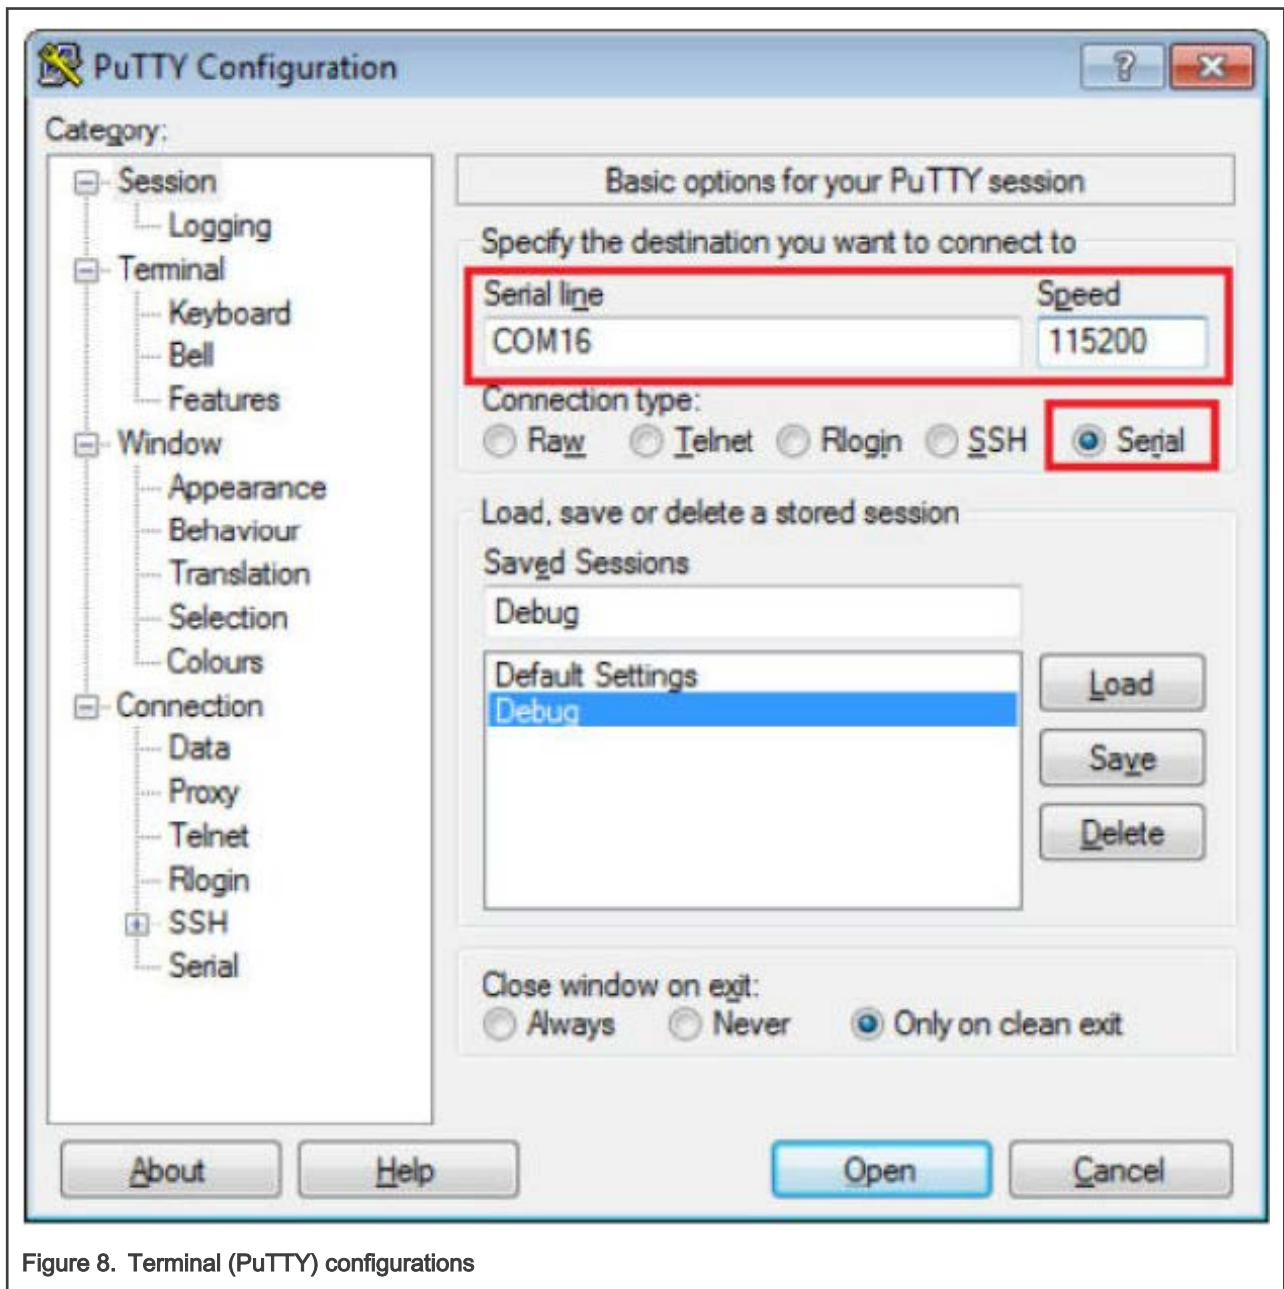 PuTTY Configuration
?
Category:
Session
Logging
Terminal
Keyboard
Bell
Features
Window
Appearance
Behaviour
Translation
Selection
Colours
Connection
Data
Proxy
Telnet
Rlogin
SSH
Serial
Basic options for your PuTTY session
Specify the destination you want to connect to
Serial line Speed
COM16 115200
Connection type:
Raw Telnet Rlogin SSH Serial
Load, save or delete a stored session
Saved Sessions
Debug
Default Settings
Debug
Load
Save
Delete
Close window on exit:
Always Never Only on clean exit
About Help Open Cancel
Figure 8. Terminal (PuTTY) configurations